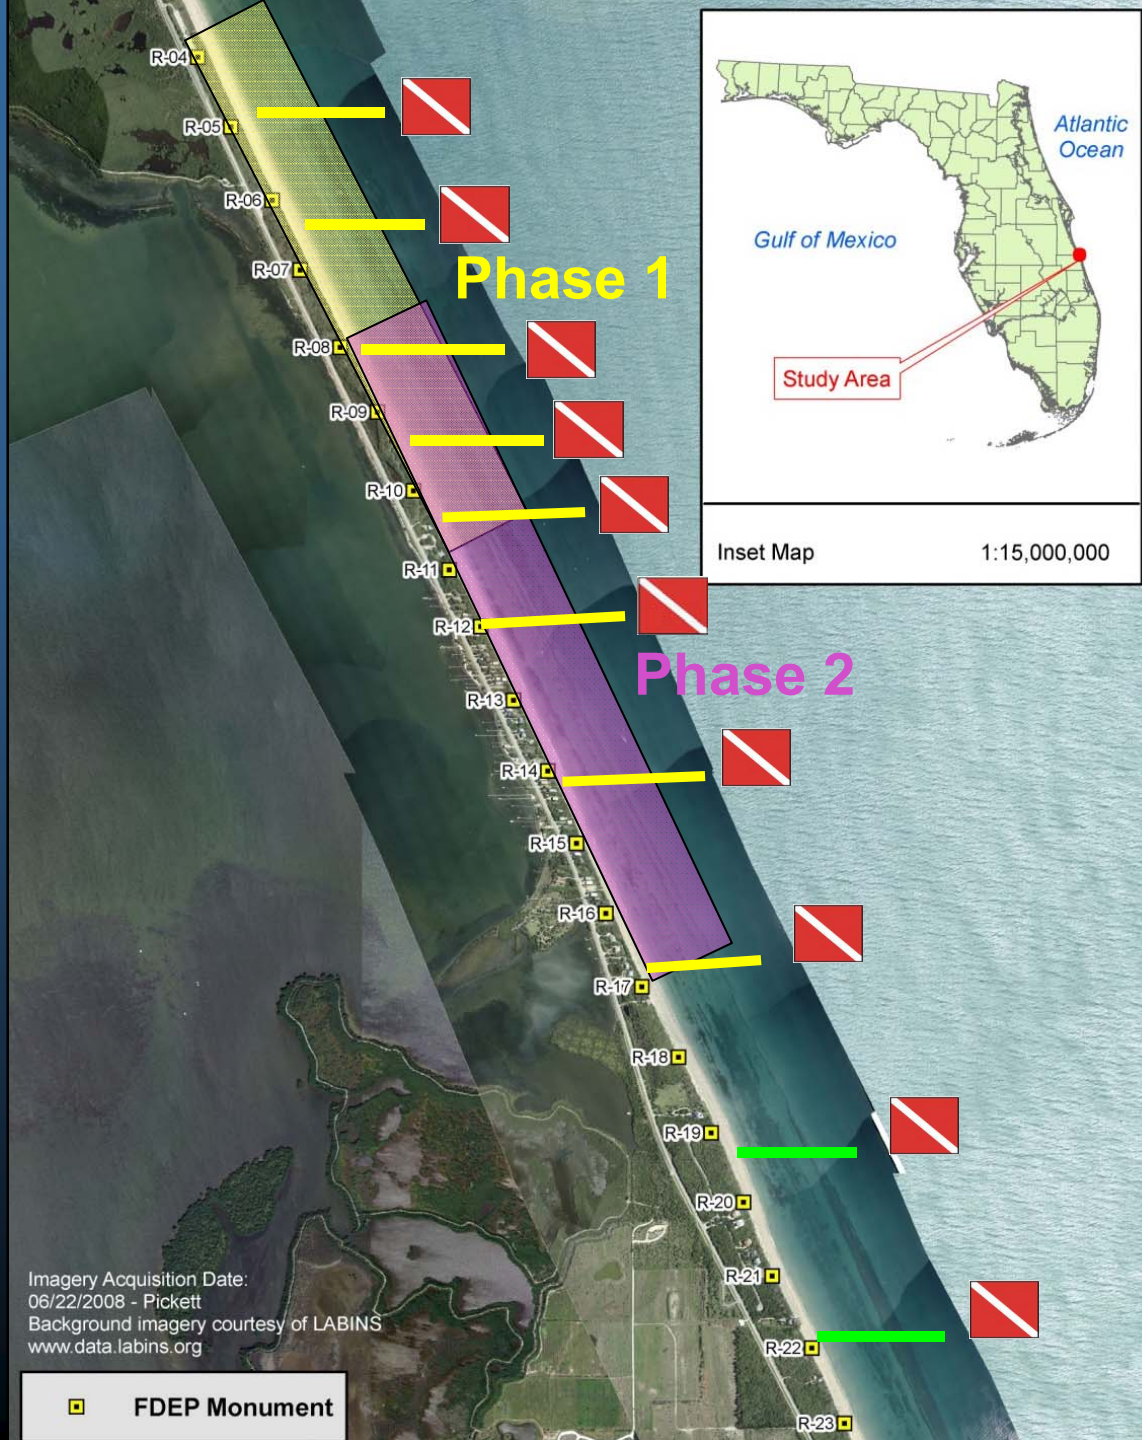 R-04
R-05
R-06
R-07
Phase 1
R-08
R-09
R-10
R-11
R-12
Phase 2
R-13
R-14
R-15
R-16
R-17
R-18
R-19
R-20
R-21
R-22
R-23
Atlantic
Ocean
Gulf of Mexico
Study Area
Inset Map 1:15,000,000
Imagery Acquisition Date:
06/22/2008 - Pickett
Background imagery courtesy of LABINS
www.data.labins.org
FDEP Monument